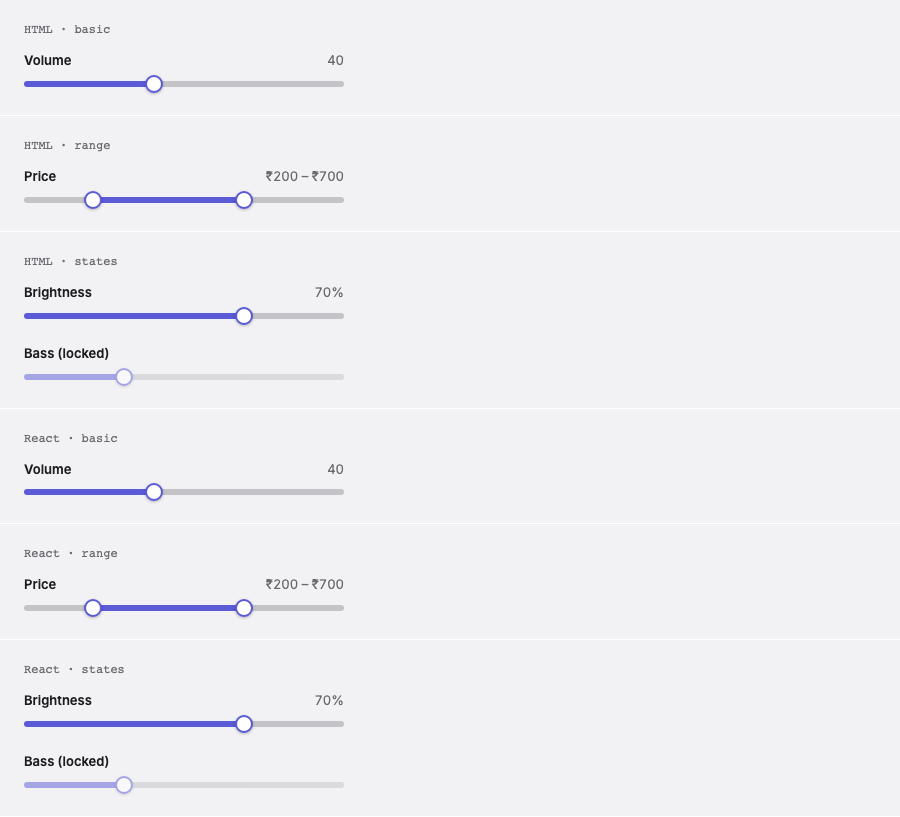 HTML · basic
Volume 40
HTML · range
Price ₹200 – ₹700
HTML · states
Brightness 70%
Bass (locked)
React · basic
Volume 40
React · range
Price ₹200 – ₹700
React · states
Brightness 70%
Bass (locked)